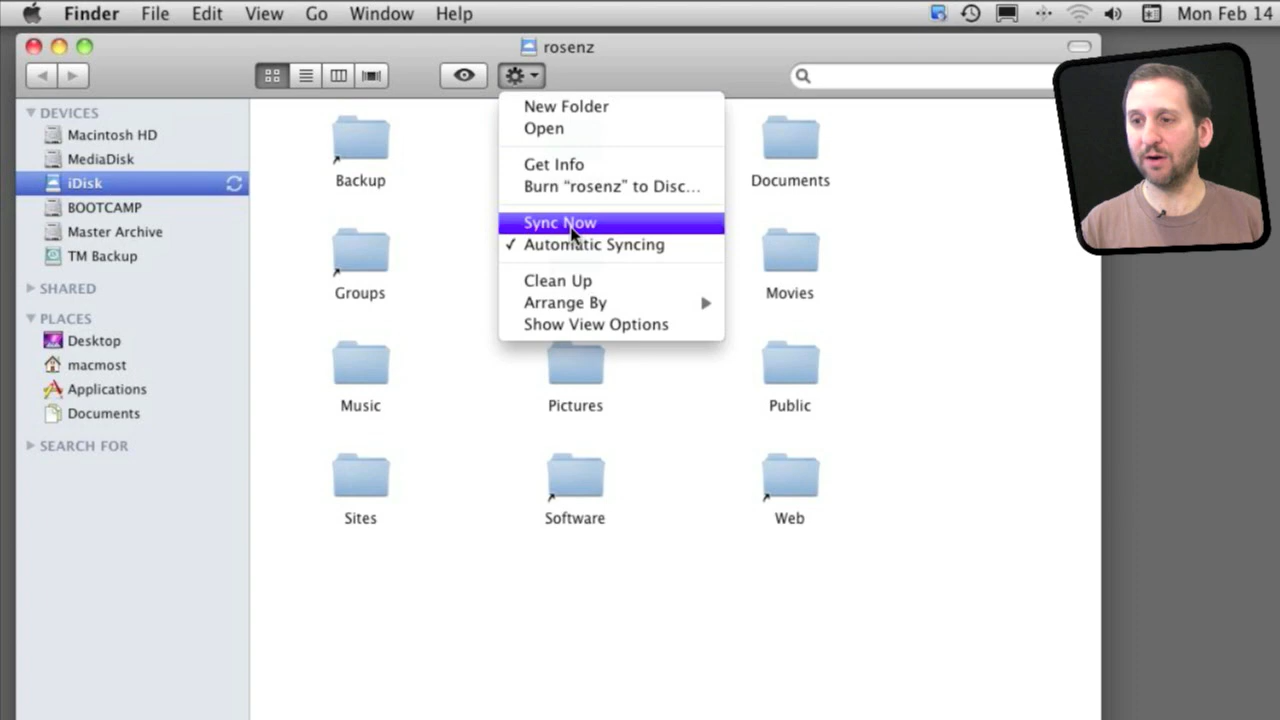 Finder File Edit View Go Window Help Mon Feb 14
rosenz
DEVICES
Macintosh HD
MediaDisk
iDisk
BOOTCAMP
Master Archive
TM Backup
SHARED
PLACES
Desktop
macmost
Applications
Documents
SEARCH FOR
New Folder
Open
Get Info
Burn “rosenz” to Disc...
Sync Now
✓ Automatic Syncing
Clean Up
Arrange By
Show View Options
Backup
Documents
Groups
Movies
Music
Pictures
Public
Sites
Software
Web